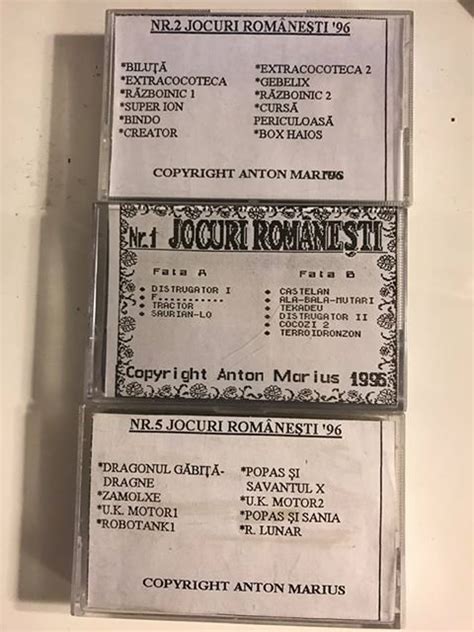 NR.2 JOCURI ROMÂNEȘTI '96
*BILUȚĂ
*EXTRACOCOTECA
*RĂZBOINIC 1
*SUPER ION
*BINDO
*CREATOR
*EXTRACOCOTECA 2
*GEBELIX
*RĂZBOINIC 2
*CURSĂ
PERICULOASĂ
*BOX HAIOS
COPYRIGHT ANTON MARIUS
Nr.1 JOCURI ROMÂNEȘTI
Fata A
DISTRUGATOR I
F...........
TRACTOR
SAURIAN-LO
Fata B
CASTELAN
ALA-BALA-MUTARI
TEKADEU
DISTRUGATOR II
COCOZI 2
TERROIDRONZON
Copyright Anton Marius 1995
NR.5 JOCURI ROMÂNEȘTI '96
*DRAGONUL GĂBIȚĂ-
DRAGNE
*ZAMOLXE
*U.K. MOTOR1
*ROBOTANK1
*POPAS ȘI
SAVANTUL X
*U.K. MOTOR2
*POPAS ȘI SANIA
*R. LUNAR
COPYRIGHT ANTON MARIUS